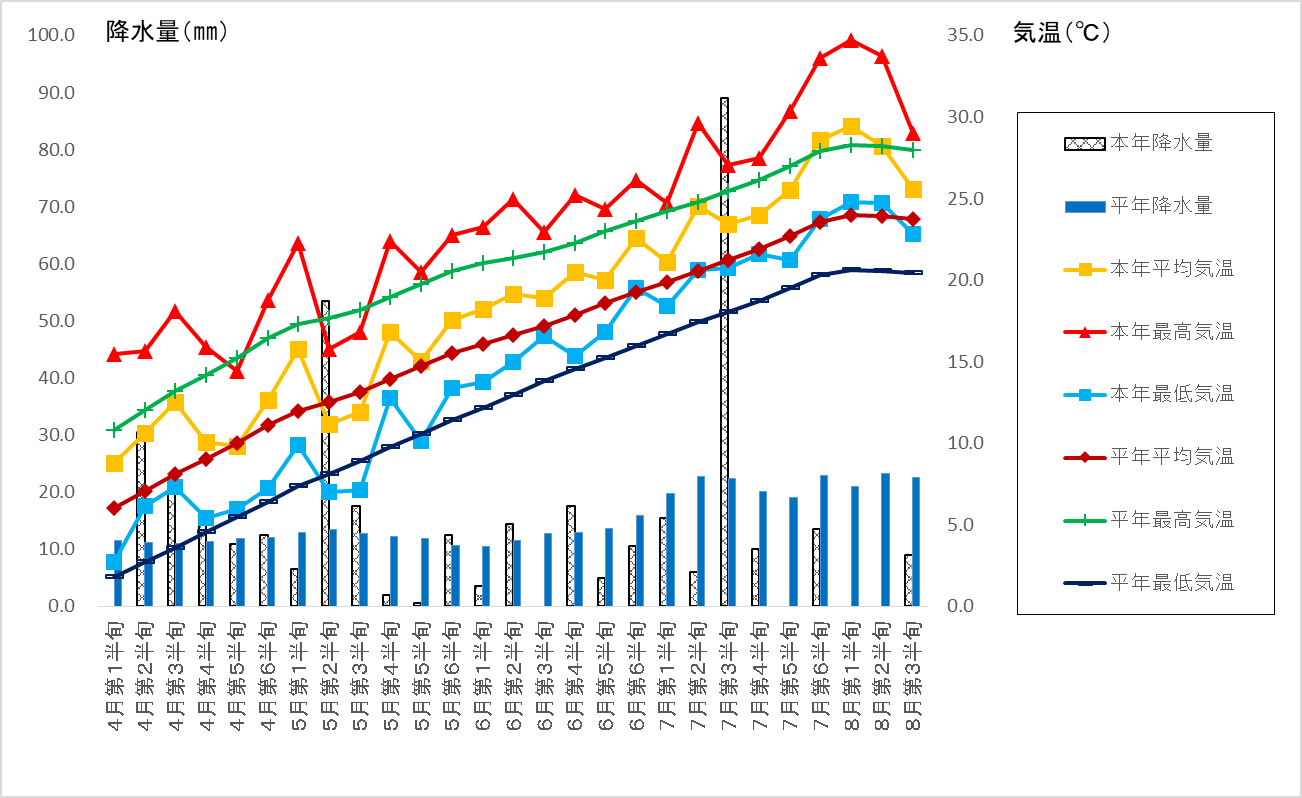 降水量(㎜)
気温(℃)
100.0
90.0
80.0
70.0
60.0
50.0
40.0
30.0
20.0
10.0
0.0
35.0
30.0
25.0
20.0
15.0
10.0
5.0
0.0
4月第1半旬
4月第2半旬
4月第3半旬
4月第4半旬
4月第5半旬
4月第6半旬
5月第1半旬
5月第2半旬
5月第3半旬
5月第4半旬
5月第5半旬
5月第6半旬
6月第1半旬
6月第2半旬
6月第3半旬
6月第4半旬
6月第5半旬
6月第6半旬
7月第1半旬
7月第2半旬
7月第3半旬
7月第4半旬
7月第5半旬
7月第6半旬
8月第1半旬
8月第2半旬
8月第3半旬
本年降水量
平年降水量
本年平均気温
本年最高気温
本年最低気温
平年平均気温
平年最高気温
平年最低気温